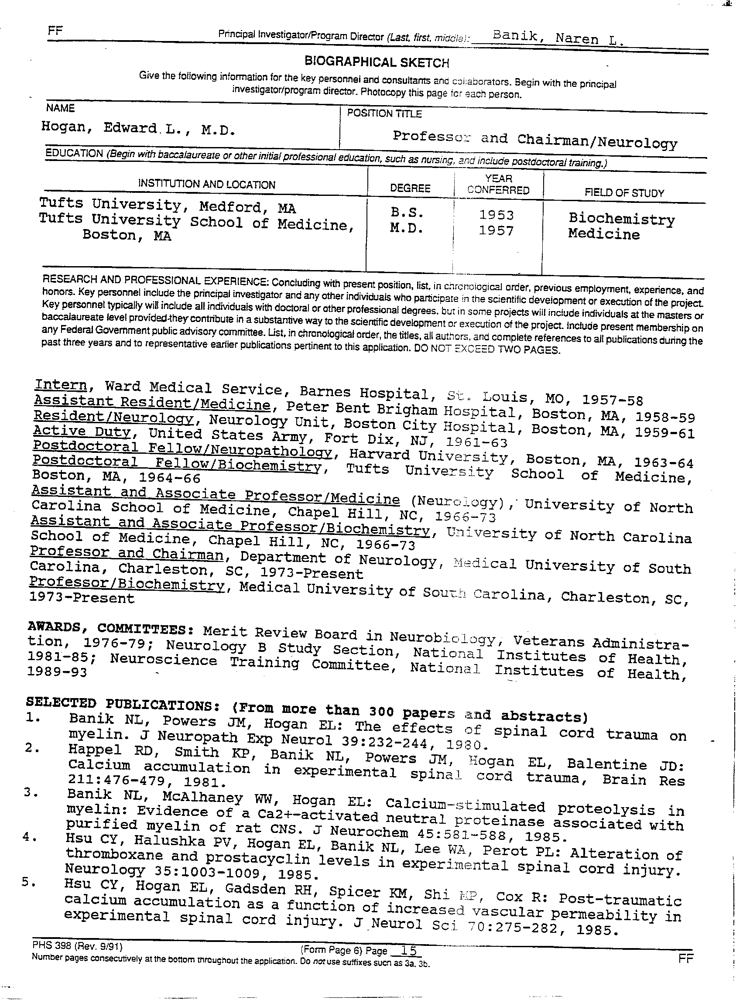 FF
Principal Investigator/Program Director (Last, first, middle): Banik, Naren L.
BIOGRAPHICAL SKETCH
Give the following information for the key personnel and consultants and collaborators. Begin with the principal
investigator/program director. Photocopy this page for each person.
NAME
POSITION TITLE
Hogan, Edward L., M.D.
Professor and Chairman/Neurology
EDUCATION (Begin with baccalaureate or other initial professional education, such as nursing, and include postdoctoral training.)
INSTITUTION AND LOCATION
DEGREE
YEAR
CONFERRED
FIELD OF STUDY
Tufts University, Medford, MA
B.S.
1953
Biochemistry
Tufts University School of Medicine,
M.D.
1957
Medicine
Boston, MA
RESEARCH AND PROFESSIONAL EXPERIENCE: Concluding with present position, list, in chronological order, previous employment, experience, and
honors. Key personnel include the principal investigator and any other individuals who participate in the scientific development or execution of the project.
Key personnel typically will include all individuals with doctoral or other professional degrees, but in some projects will include individuals at the masters or
baccalaureate level provided they contribute in a substantive way to the scientific development or execution of the project. Include present membership on
any Federal Government public advisory committee. List, in chronological order, the titles, all authors, and complete references to all publications during the
past three years and to representative earlier publications pertinent to this application. DO NOT EXCEED TWO PAGES.
Intern, Ward Medical Service, Barnes Hospital, St. Louis, MO, 1957-58
Assistant Resident/Medicine, Peter Bent Brigham Hospital, Boston, MA, 1958-59
Resident/Neurology, Neurology Unit, Boston City Hospital, Boston, MA, 1959-61
Active Duty, United States Army, Fort Dix, NJ, 1961-63
Postdoctoral Fellow/Neuropathology, Harvard University, Boston, MA, 1963-64
Postdoctoral Fellow/Biochemistry, Tufts University School of Medicine,
Boston, MA, 1964-66
Assistant and Associate Professor/Medicine (Neurology), University of North
Carolina School of Medicine, Chapel Hill, NC, 1966-73
Assistant and Associate Professor/Biochemistry, University of North Carolina
School of Medicine, Chapel Hill, NC, 1966-73
Professor and Chairman, Department of Neurology, Medical University of South
Carolina, Charleston, SC, 1973-Present
Professor/Biochemistry, Medical University of South Carolina, Charleston, SC,
1973-Present
AWARDS, COMMITTEES: Merit Review Board in Neurobiology, Veterans Administra-
tion, 1976-79; Neurology B Study Section, National Institutes of Health,
1981-85; Neuroscience Training Committee, National Institutes of Health,
1989-93
SELECTED PUBLICATIONS: (From more than 300 papers and abstracts)
1. Banik NL, Powers JM, Hogan EL: The effects of spinal cord trauma on
myelin. J Neuropath Exp Neurol 39:232-244, 1980.
2. Happel RD, Smith KP, Banik NL, Powers JM, Hogan EL, Balentine JD:
Calcium accumulation in experimental spinal cord trauma, Brain Res
211:476-479, 1981.
3. Banik NL, McAlhaney WW, Hogan EL: Calcium-stimulated proteolysis in
myelin: Evidence of a Ca2+-activated neutral proteinase associated with
purified myelin of rat CNS. J Neurochem 45:581-588, 1985.
4. Hsu CY, Halushka PV, Hogan EL, Banik NL, Lee WA, Perot PL: Alteration of
thromboxane and prostacyclin levels in experimental spinal cord injury.
Neurology 35:1003-1009, 1985.
5. Hsu CY, Hogan EL, Gadsden RH, Spicer KM, Shi MP, Cox R: Post-traumatic
calcium accumulation as a function of increased vascular permeability in
experimental spinal cord injury. J Neurol Sci 70:275-282, 1985.
PHS 398 (Rev. 9/91)
(Form Page 6) Page 15
FF
Number pages consecutively at the bottom throughout the application. Do not use suffixes such as 3a, 3b.